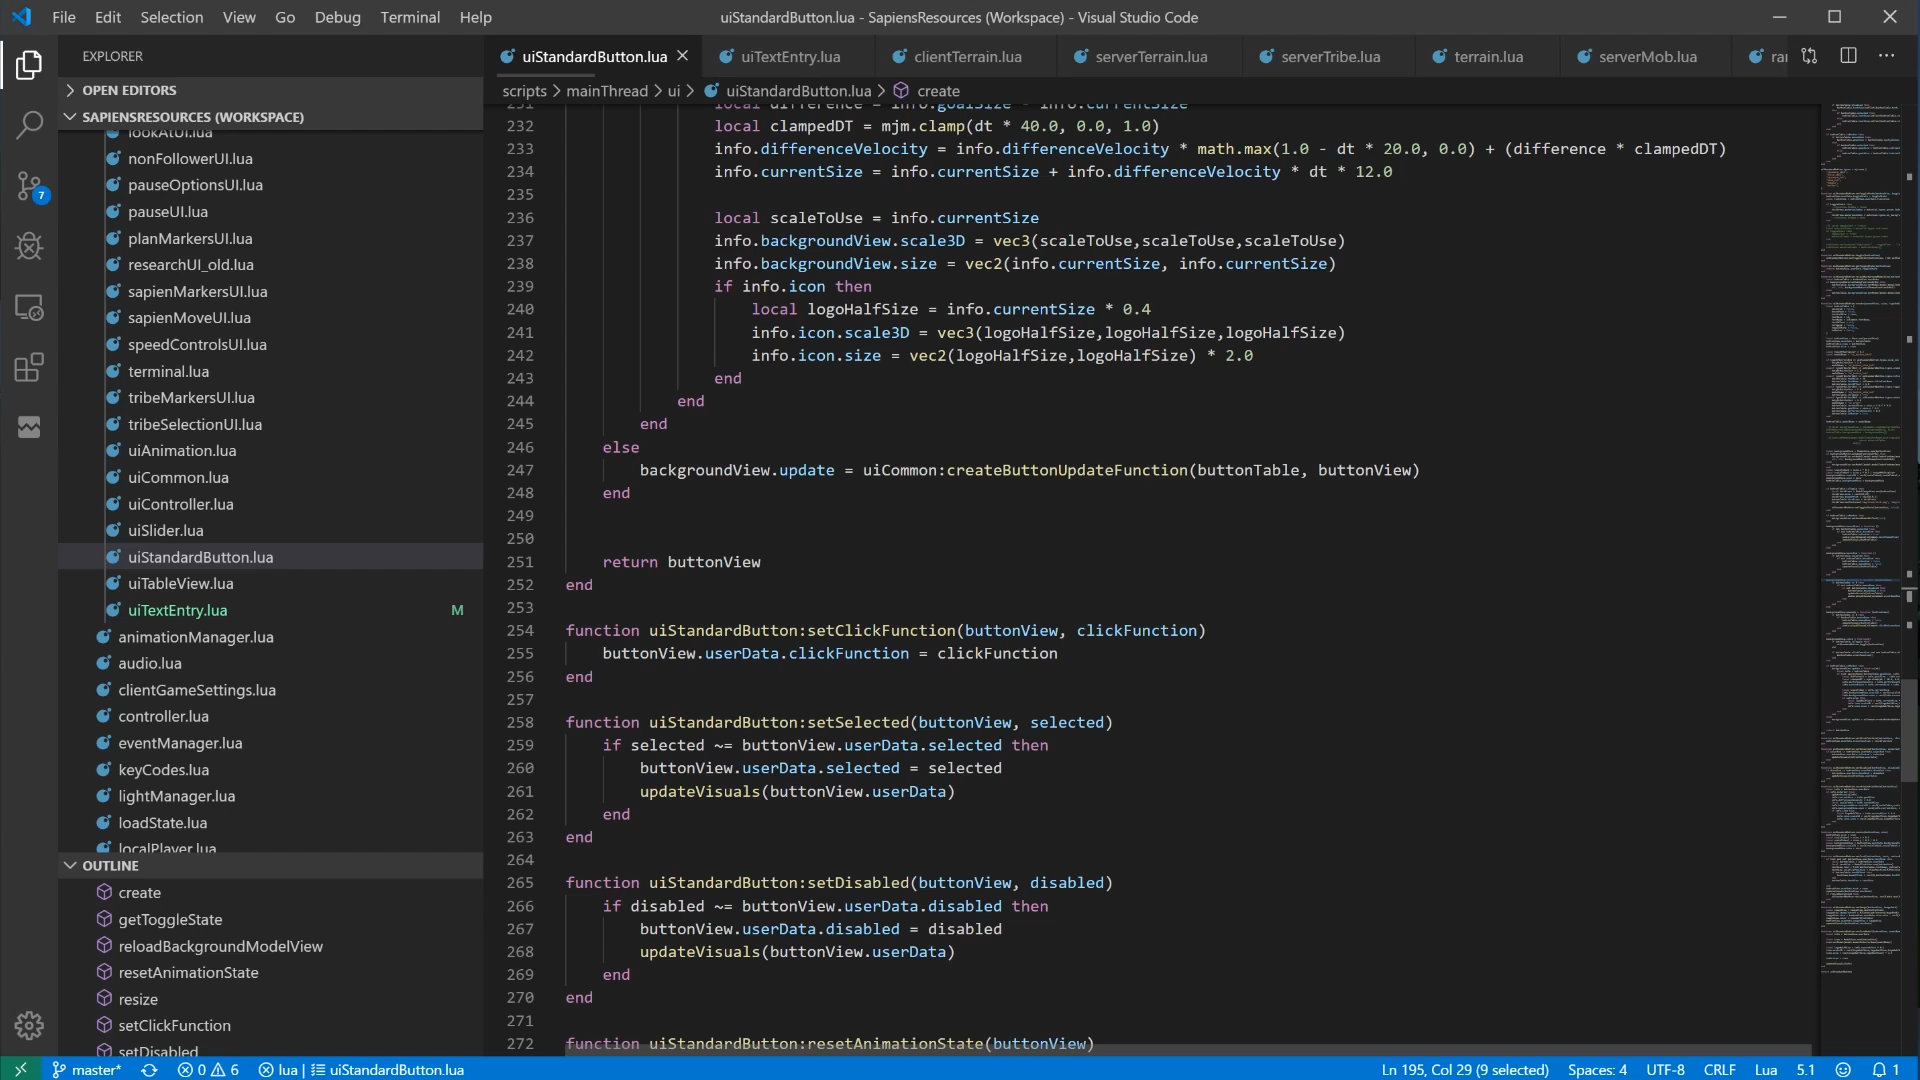 File Edit Selection View Go Debug Terminal Help
uiStandardButton.lua - SapiensResources (Workspace) - Visual Studio Code
EXPLORER
OPEN EDITORS
SAPIENSRESOURCES (WORKSPACE)
lookAtUI.lua
nonFollowerUI.lua
pauseOptionsUI.lua
pauseUI.lua
planMarkersUI.lua
researchUI_old.lua
sapienMarkersUI.lua
sapienMoveUI.lua
speedControlsUI.lua
terminal.lua
tribeMarkersUI.lua
tribeSelectionUI.lua
uiAnimation.lua
uiCommon.lua
uiController.lua
uiSlider.lua
uiStandardButton.lua
uiTableView.lua
uiTextEntry.lua M
animationManager.lua
audio.lua
clientGameSettings.lua
controller.lua
eventManager.lua
keyCodes.lua
lightManager.lua
loadState.lua
localPlayer.lua
OUTLINE
create
getToggleState
reloadBackgroundModelView
resetAnimationState
resize
setClickFunction
setDisabled
7
uiStandardButton.lua uiTextEntry.lua clientTerrain.lua serverTerrain.lua serverTribe.lua terrain.lua serverMob.lua ra
scripts > mainThread > ui > uiStandardButton.lua > create
231 local difference = info.goalSize - info.currentSize
232 local clampedDT = mjm.clamp(dt * 40.0, 0.0, 1.0)
233 info.differenceVelocity = info.differenceVelocity * math.max(1.0 - dt * 20.0, 0.0) + (difference * clampedDT)
234 info.currentSize = info.currentSize + info.differenceVelocity * dt * 12.0
235
236 local scaleToUse = info.currentSize
237 info.backgroundView.scale3D = vec3(scaleToUse,scaleToUse,scaleToUse)
238 info.backgroundView.size = vec2(info.currentSize, info.currentSize)
239 if info.icon then
240 local logoHalfSize = info.currentSize * 0.4
241 info.icon.scale3D = vec3(logoHalfSize,logoHalfSize,logoHalfSize)
242 info.icon.size = vec2(logoHalfSize,logoHalfSize) * 2.0
243 end
244 end
245 end
246 else
247 backgroundView.update = uiCommon:createButtonUpdateFunction(buttonTable, buttonView)
248 end
249
250
251 return buttonView
252 end
253
254 function uiStandardButton:setClickFunction(buttonView, clickFunction)
255 buttonView.userData.clickFunction = clickFunction
256 end
257
258 function uiStandardButton:setSelected(buttonView, selected)
259 if selected ~= buttonView.userData.selected then
260 buttonView.userData.selected = selected
261 updateVisuals(buttonView.userData)
262 end
263 end
264
265 function uiStandardButton:setDisabled(buttonView, disabled)
266 if disabled ~= buttonView.userData.disabled then
267 buttonView.userData.disabled = disabled
268 updateVisuals(buttonView.userData)
269 end
270 end
271
272 function uiStandardButton:resetAnimationState(buttonView)
master* 0 6 lua | uiStandardButton.lua Ln 195, Col 29 (9 selected) Spaces: 4 UTF-8 CRLF Lua 5.1 1